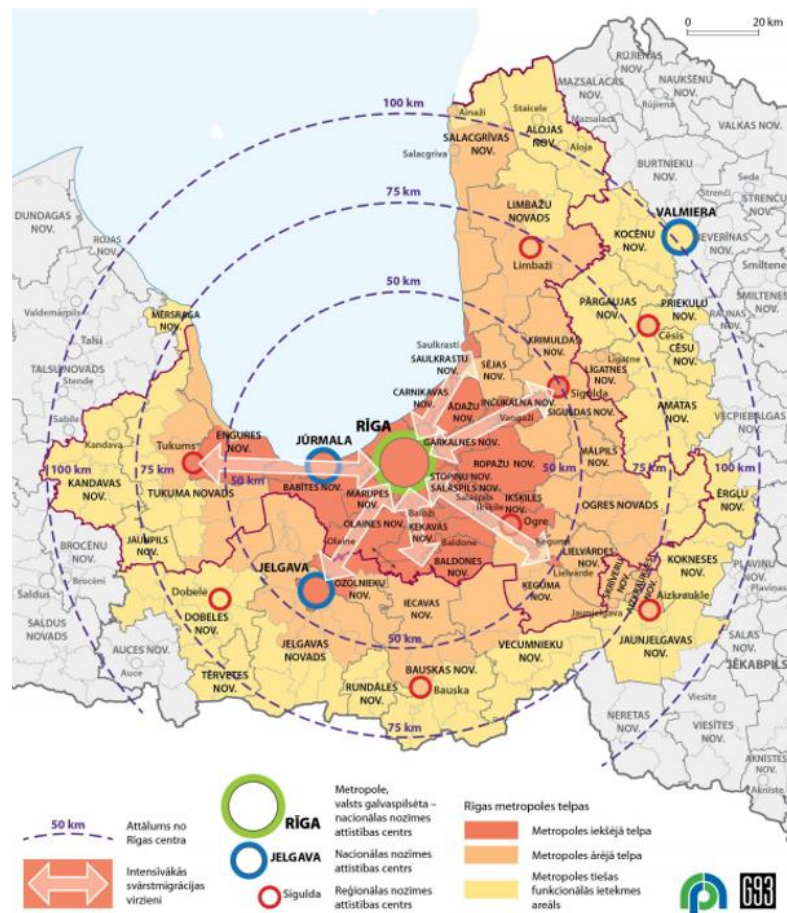 0 20 km
RŪJIENAS
NOV.
MAZSALACAS
NOV.
NAUKŠĒNU
NOV.
Rūjiena
Mazsalaca
VALKAS NOV.
Ainaži
Staicele
ALOJAS
NOV.
Aloja
SALACGRĪVAS
NOV.
Salacgrīva
BURTNIEKU
NOV.
Seda
Strenči
STRENČU
NOV.
100 km
75 km
50 km
LIMBAŽU
NOVADS
Limbaži
KOCĒNU
NOV.
VALMIERA
BEVERĪNAS
NOV.
Smiltene
SMILTENES
NOV.
DUNDAGAS
NOV.
ROJAS
NOV.
Valdemārpils
Talsi
TALSU NOVADS
Stende
Sabile
MĒRSRAGA
NOV.
PĀRGAUJAS
NOV.
PRIEKUĻU
NOV.
RAUNAS
NOV.
Cēsis
CĒSU
NOV.
Saulkrasti
SAULKRASTU
NOV.
SĒJAS
NOV.
KRIMULDAS
NOV.
Līgatne
LĪGATNES
NOV.
CARNIKAVAS
NOV.
ĀDAŽU
NOV.
INČUKALNA NOV.
Vangaži
Sigulda
SIGULDAS NOV.
AMATAS
NOV.
VECPIEBALGAS
NOV.
RĪGA
GARKALNES NOV.
ENGURES
NOV.
JŪRMALA
Tukums
Kandava
KANDAVAS
NOV.
100 km
75 km
50 km
TUKUMA NOVADS
BABĪTES NOV.
MĀRUPES
NOV.
STOPIŅU NOV.
SALASPILS NOV.
Salaspils
ROPAŽU NOV.
MĀLPILS
NOV.
50 km
75 km
100 km
IKŠĶILES
NOV.
Ikšķile
Ogre
OGRES NOVADS
ĒRGĻU
NOV.
JAUNPILS
NOV.
OLAINES NOV.
Olaine
Baloži
ĶEKAVAS
NOV.
Baldone
BALDONES
NOV.
Ķegums
LIELVĀRDES
NOV.
Lielvārde
ĶEGUMA
NOV.
SKRĪVERU
NOV.
AIZKRAUKLES
NOV.
Aizkraukle
KOKNESES
NOV.
PĻAVIŅU
NOV.
Pļaviņas
BROCĒNU
NOV.
Brocēni
Saldus
SALDUS
NOVADS
JELGAVA
OZOLNIEKU
NOV.
Dobele
DOBELES
NOV.
IECAVAS
NOV.
Jaunjelgava
JAUNJELGAVAS
NOV.
SALAS
NOV.
JĒKABPILS
AUCES NOV.
Auce
TĒRVETES
NOV.
JELGAVAS
NOVADS
50 km
BAUSKAS NOV.
Bauska
VECUMNIEKU
NOV.
RUNDĀLES
NOV.
75 km
NERETAS
NOV.
Viesīte
VIESĪTES
NOV.
AKNĪSTES
NOV.
Aknīste
50 km
Attālums no
Rīgas centra
Intensīvākās
svārstmigrācijas
virzieni
RĪGA
Metropole,
valsts galvaspilsēta –
nacionālas nozīmes
attīstības centrs
JELGAVA
Nacionālas nozīmes
attīstības centrs
Sigulda
Reģionālas nozīmes
attīstības centrs
Rīgas metropoles telpas
Metropoles iekšējā telpa
Metropoles ārējā telpa
Metropoles tiešas
funkcionālās ietekmes
areāls
G93